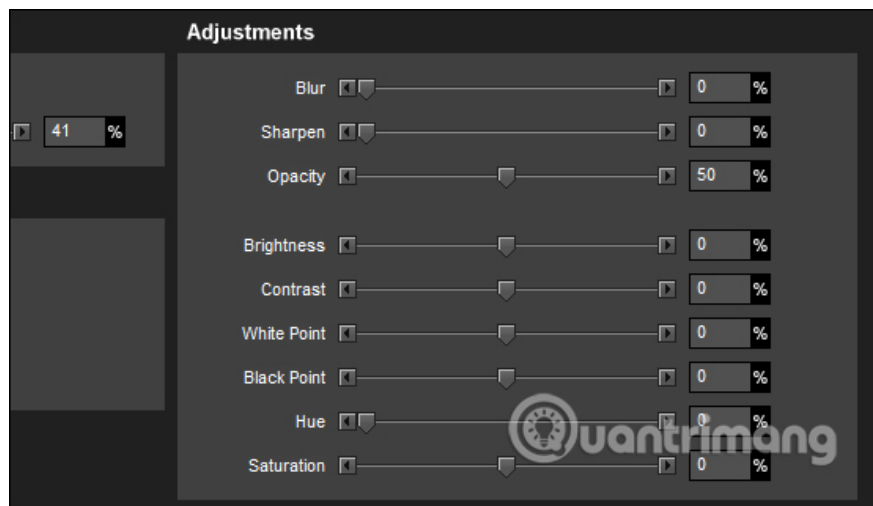 Adjustments
Blur 0 %
41 %
Sharpen 0 %
Opacity 50 %
Brightness 0 %
Contrast 0 %
White Point 0 %
Black Point 0 %
Hue 0 %
Quantrimang
Saturation 0 %